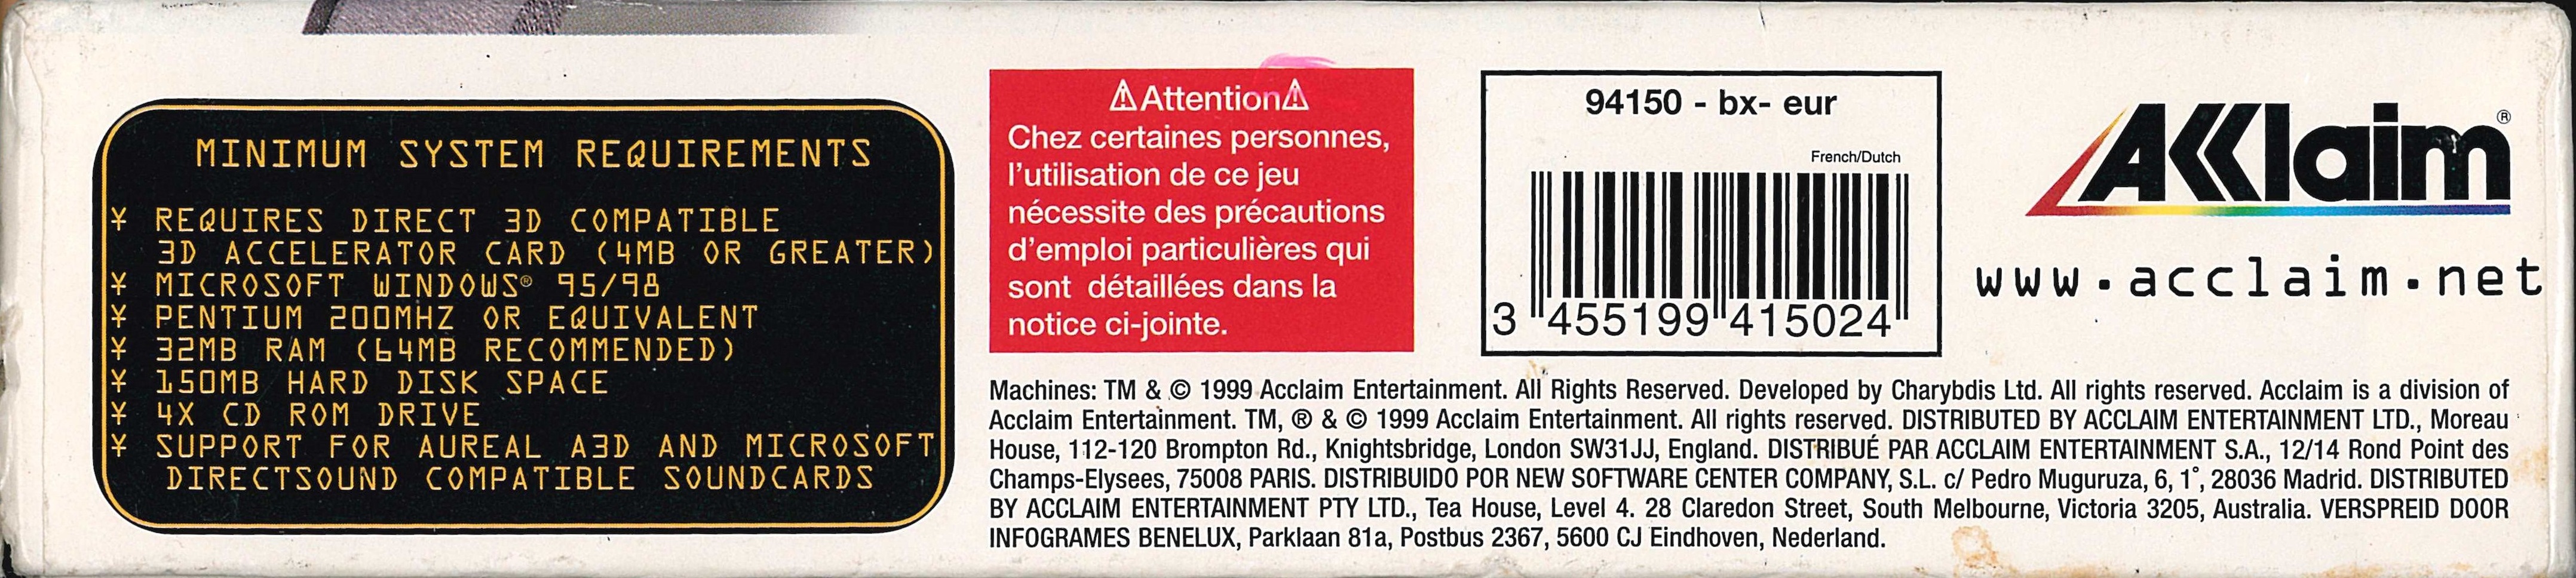 MINIMUM SYSTEM REQUIREMENTS
¥ REQUIRES DIRECT 3D COMPATIBLE
3D ACCELERATOR CARD (4MB OR GREATER)
¥ MICROSOFT WINDOWS® 95/98
¥ PENTIUM 200MHZ OR EQUIVALENT
¥ 32MB RAM (64MB RECOMMENDED)
¥ 150MB HARD DISK SPACE
¥ 4X CD ROM DRIVE
¥ SUPPORT FOR AUREAL A3D AND MICROSOFT
DIRECTSOUND COMPATIBLE SOUNDCARDS
⚠Attention⚠
Chez certaines personnes,
l'utilisation de ce jeu
nécessite des précautions
d'emploi particulières qui
sont détaillées dans la
notice ci-jointe.
94150 - bx- eur
French/Dutch
3 455199 415024
AKKlaim®
www.acclaim.net
Machines: TM & © 1999 Acclaim Entertainment. All Rights Reserved. Developed by Charybdis Ltd. All rights reserved. Acclaim is a division of
Acclaim Entertainment. TM, ® & © 1999 Acclaim Entertainment. All rights reserved. DISTRIBUTED BY ACCLAIM ENTERTAINMENT LTD., Moreau
House, 112-120 Brompton Rd., Knightsbridge, London SW31JJ, England. DISTRIBUÉ PAR ACCLAIM ENTERTAINMENT S.A., 12/14 Rond Point des
Champs-Elysees, 75008 PARIS. DISTRIBUIDO POR NEW SOFTWARE CENTER COMPANY, S.L. c/ Pedro Muguruza, 6, 1°, 28036 Madrid. DISTRIBUTED
BY ACCLAIM ENTERTAINMENT PTY LTD., Tea House, Level 4. 28 Claredon Street, South Melbourne, Victoria 3205, Australia. VERSPREID DOOR
INFOGRAMES BENELUX, Parklaan 81a, Postbus 2367, 5600 CJ Eindhoven, Nederland.